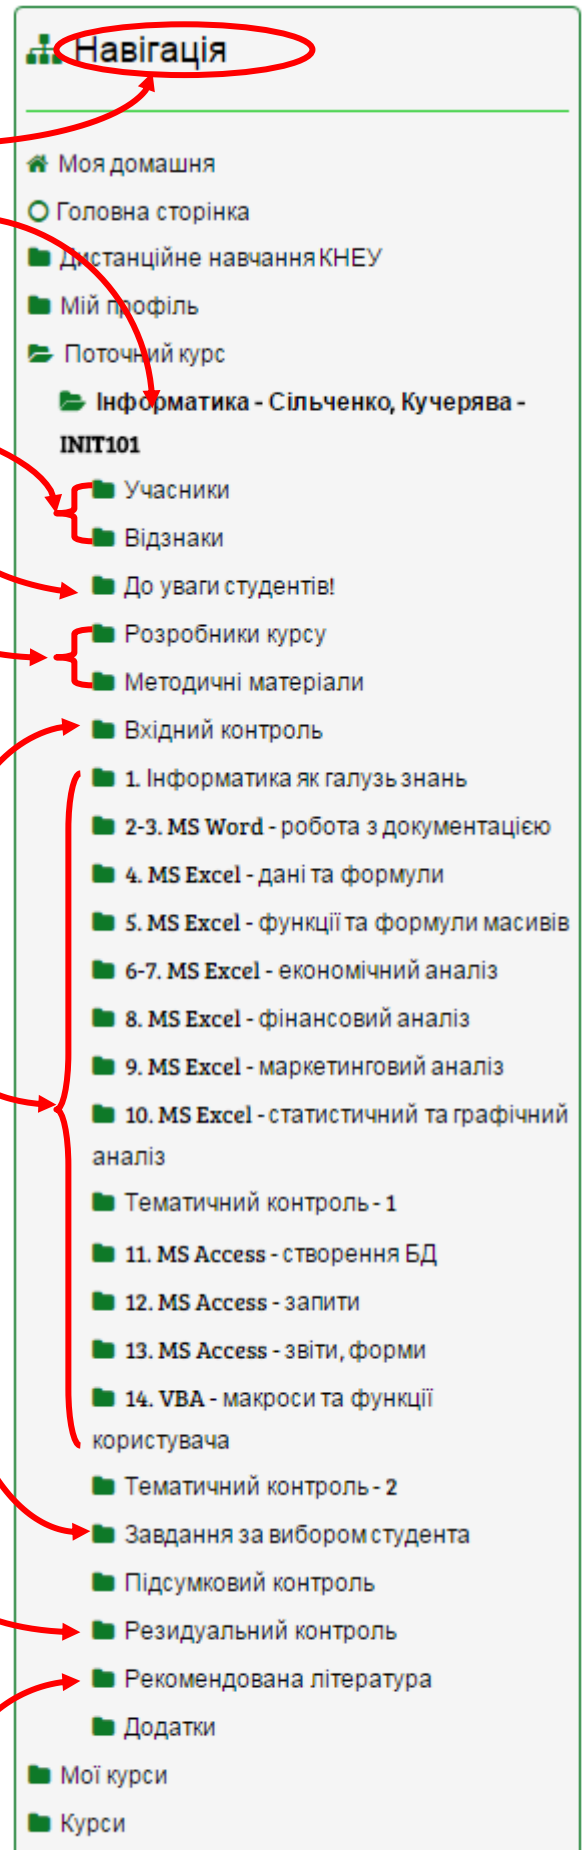 Навігація
Моя домашня
Головна сторінка
Дистанційне навчання КНЕУ
Мій профіль
Поточний курс
Інформатика - Сільченко, Кучерява -
INIT101
Учасники
Відзнаки
До уваги студентів!
Розробники курсу
Методичні матеріали
Вхідний контроль
1. Інформатика як галузь знань
2-3. MS Word - робота з документацією
4. MS Excel - дані та формули
5. MS Excel - функції та формули масивів
6-7. MS Excel - економічний аналіз
8. MS Excel - фінансовий аналіз
9. MS Excel - маркетинговий аналіз
10. MS Excel - статистичний та графічний
аналіз
Тематичний контроль - 1
11. MS Access - створення БД
12. MS Access - запити
13. MS Access - звіти, форми
14. VBA - макроси та функції
користувача
Тематичний контроль - 2
Завдання за вибором студента
Підсумковий контроль
Резидуальний контроль
Рекомендована література
Додатки
Мої курси
Курси